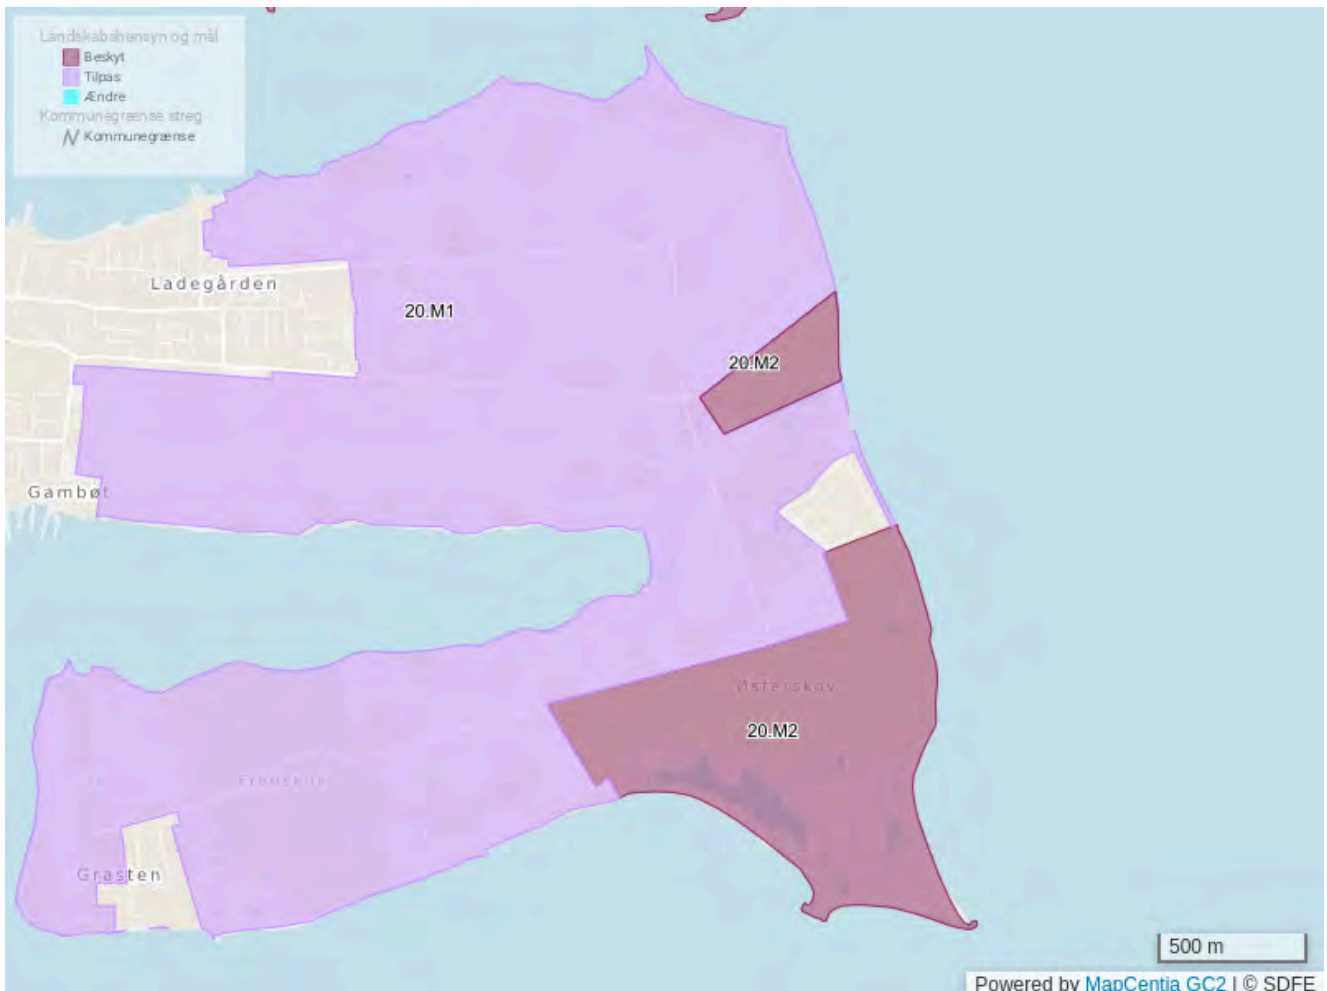 Landskabshensyn og mål
Beskyt
Tilpas
Ændre
Kommunegrænse streg
Kommunegrænse
Ladegården
20.M1
20.M2
Gambøt
Østerskov
20.M2
Grasten
500 m
Powered by MapCentia GC2 | © SDFE